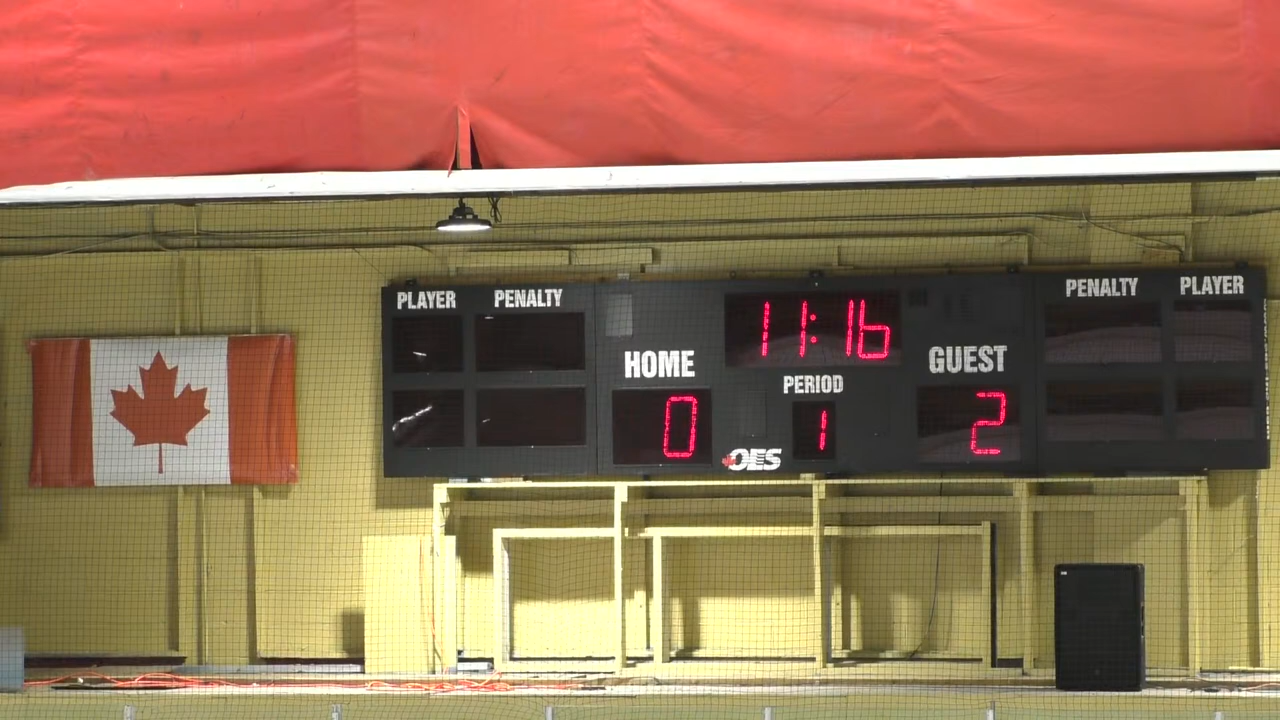 PLAYER PENALTY
PENALTY PLAYER
11:16
HOME
GUEST
PERIOD
0
1
2
OES